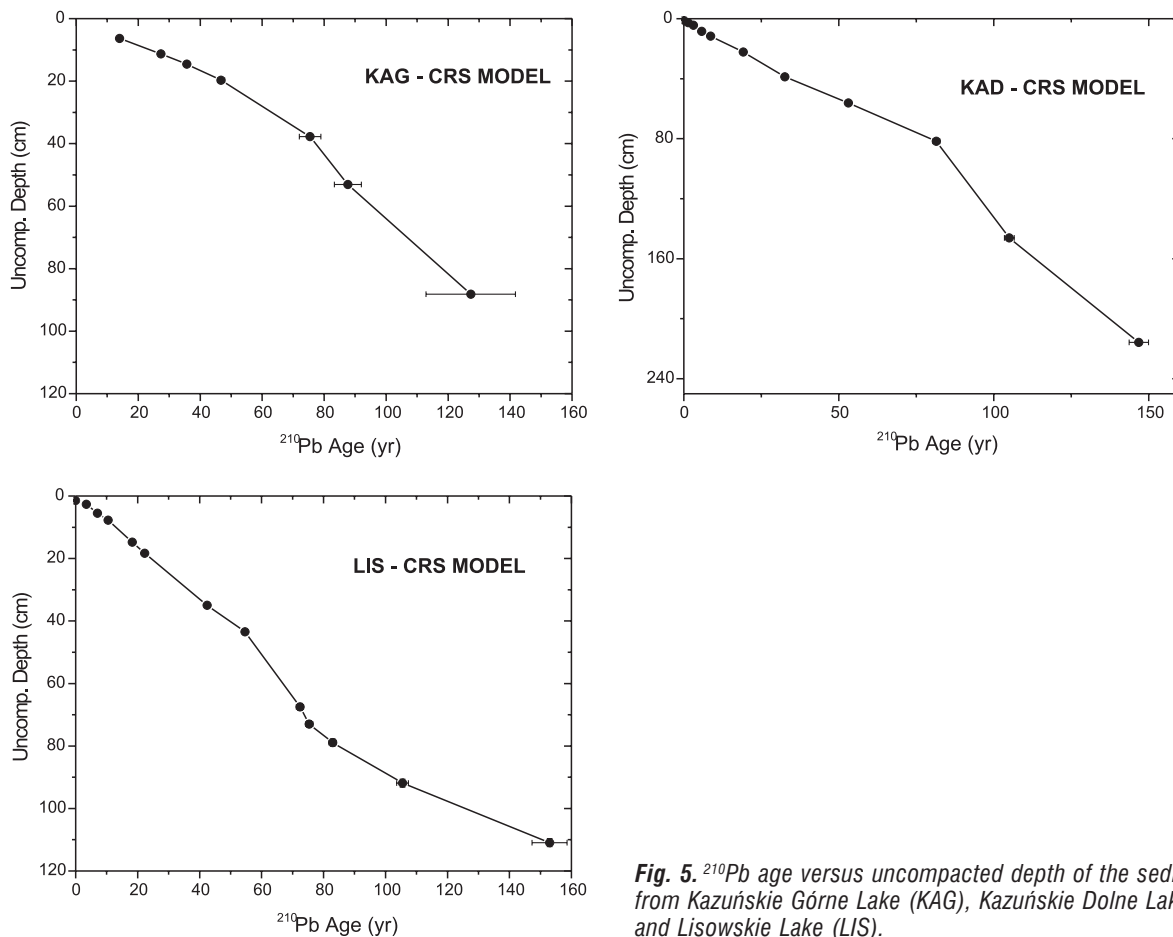 KAG - CRS MODEL
Uncomp. Depth (cm)
0
20
40
60
80
100
120
0 20 40 60 80 100 120 140 160
²¹⁰Pb Age (yr)
KAD - CRS MODEL
Uncomp. Depth (cm)
0
80
160
240
0 50 100 150
²¹⁰Pb Age (yr)
LIS - CRS MODEL
Uncomp. Depth (cm)
0
20
40
60
80
100
120
0 20 40 60 80 100 120 140 160
²¹⁰Pb Age (yr)
Fig. 5. ²¹⁰Pb age versus uncompacted depth of the sedi
from Kazuńskie Górne Lake (KAG), Kazuńskie Dolne Lak
and Lisowskie Lake (LIS).